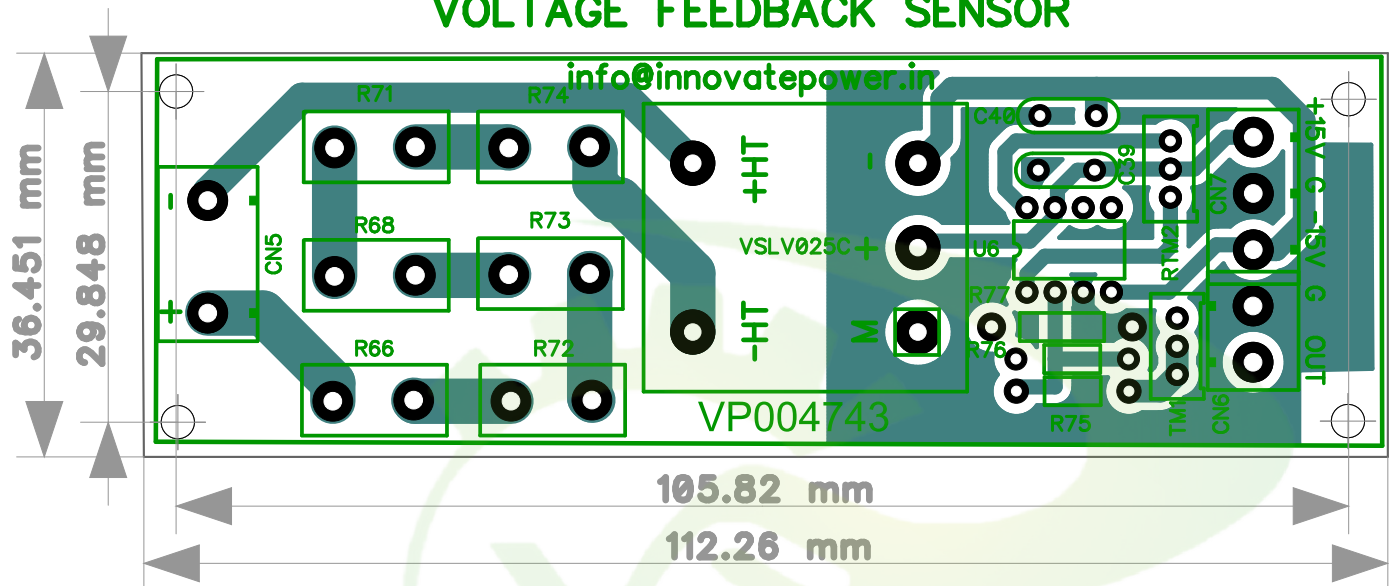 VOLTAGE FEEDBACK SENSOR
info@innovatepower.in
R71
R74
C40
C39
+15V
G
-15V
G
OUT
+HT
-
-
CN7
R68
R73
VSLV025C
+
U6
RTM2
CN5
+
-HT
M
R77
R76
R66
R72
VP004743
R75
TM1
CN6
36.451 mm
29.848 mm
105.82 mm
112.26 mm